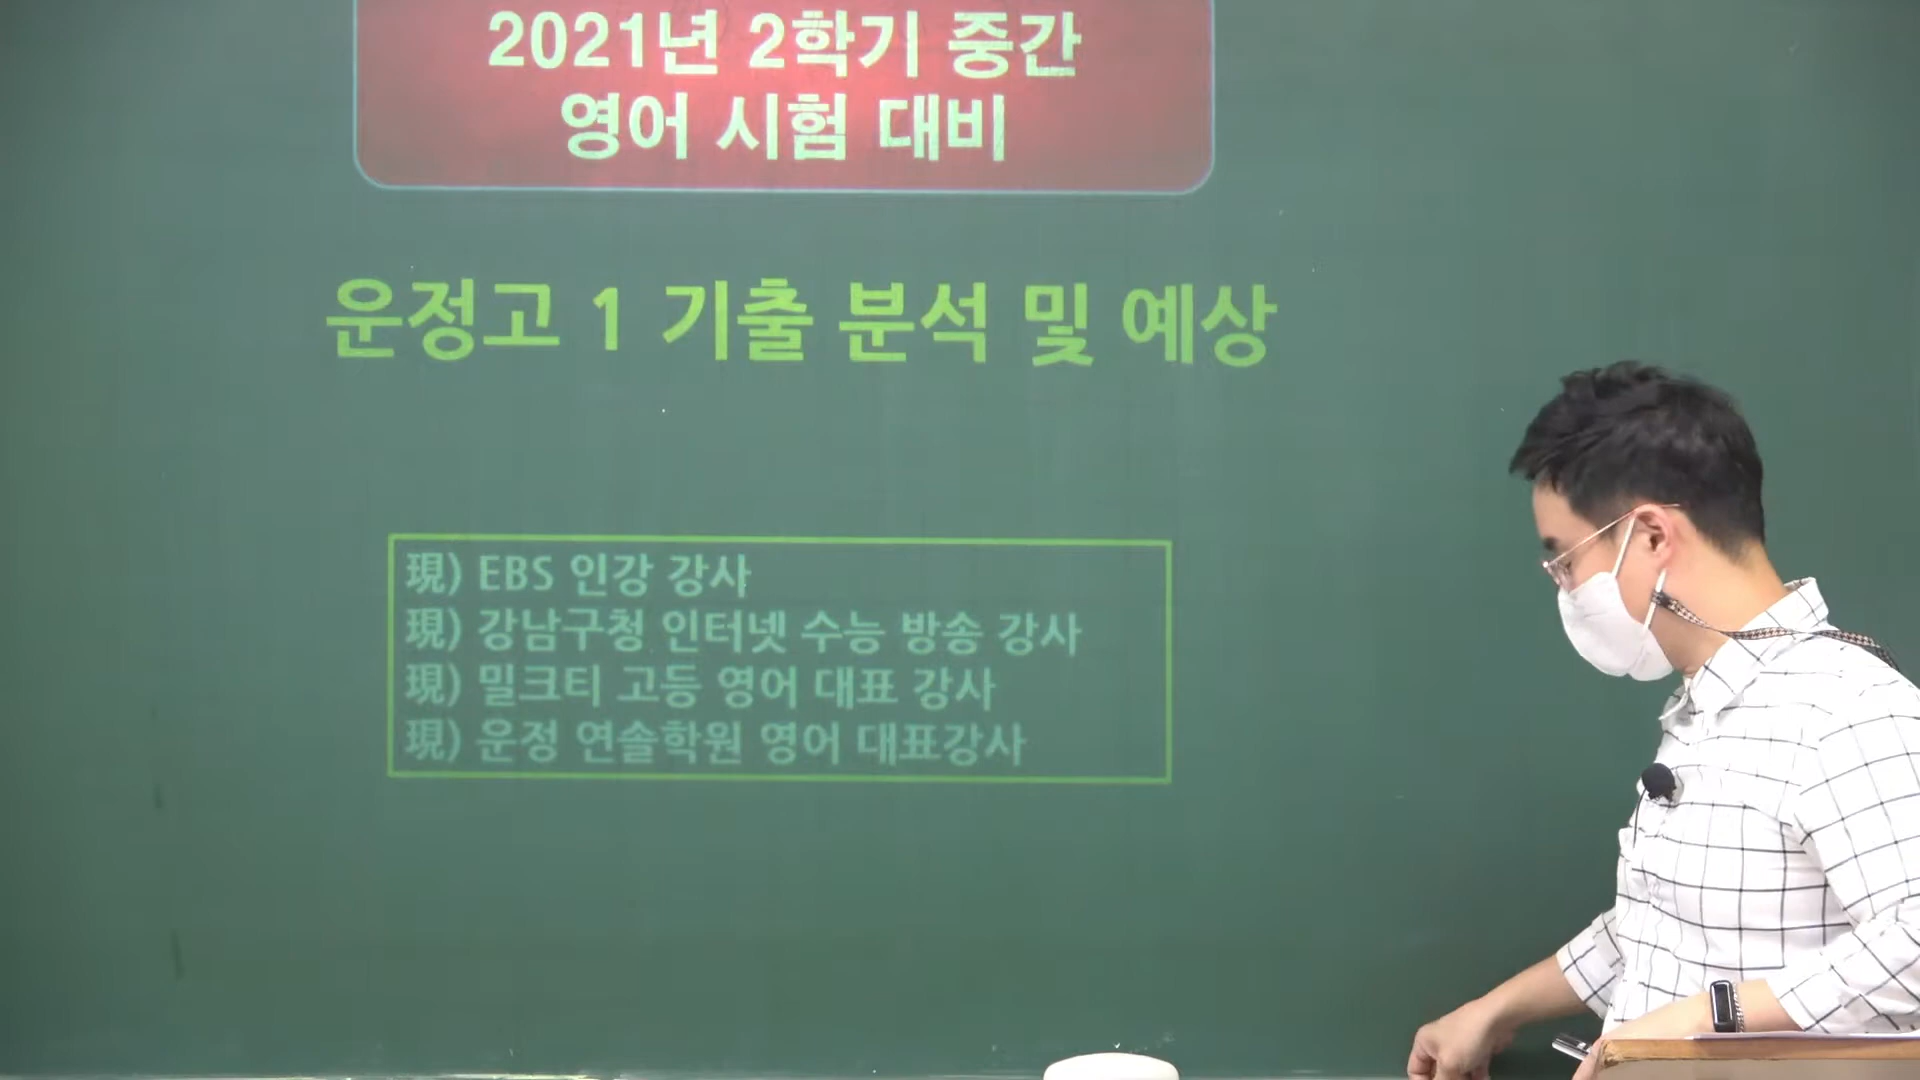 2021년 2학기 중간
영어 시험 대비
운정고 1 기출 분석 및 예상
現) EBS 인강 강사
現) 강남구청 인터넷 수능 방송 강사
現) 밀크티 고등 영어 대표 강사
現) 운정 연솔학원 영어 대표강사